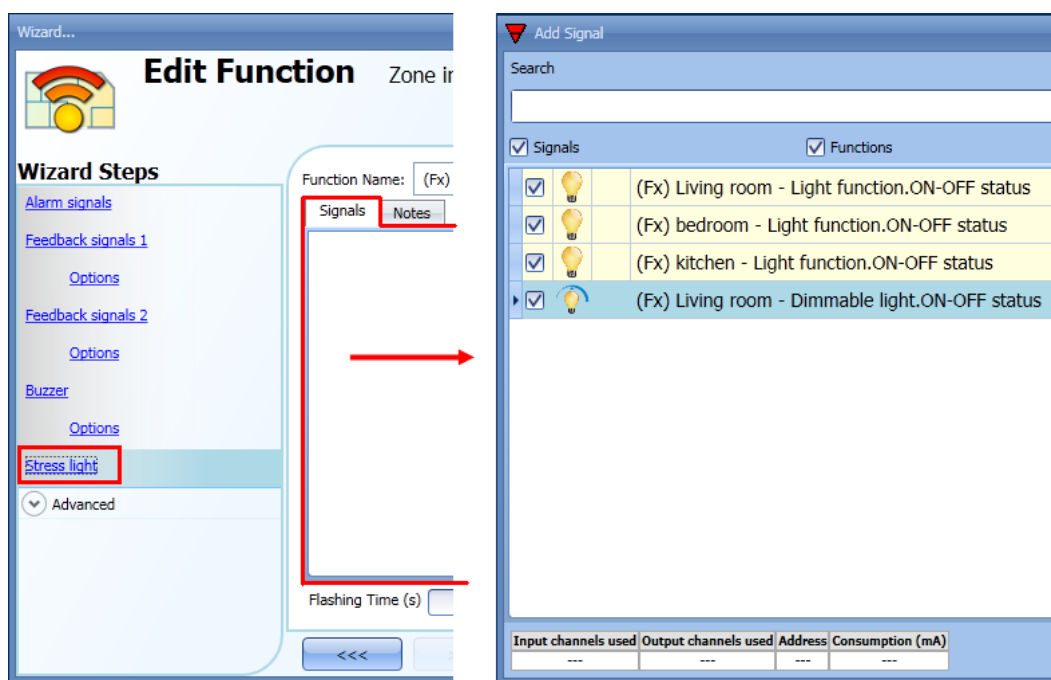 Wizard...
Edit Function Zone in
Wizard Steps
Alarm signals
Feedback signals 1
Options
Feedback signals 2
Options
Buzzer
Options
Stress light
Advanced
Function Name: (Fx)
Signals Notes
Flashing Time (s)
<<<
Add Signal
Search
Signals Functions
(Fx) Living room - Light function.ON-OFF status
(Fx) bedroom - Light function.ON-OFF status
(Fx) kitchen - Light function.ON-OFF status
(Fx) Living room - Dimmable light.ON-OFF status
Input channels used Output channels used Address Consumption (mA)
--- --- --- ---